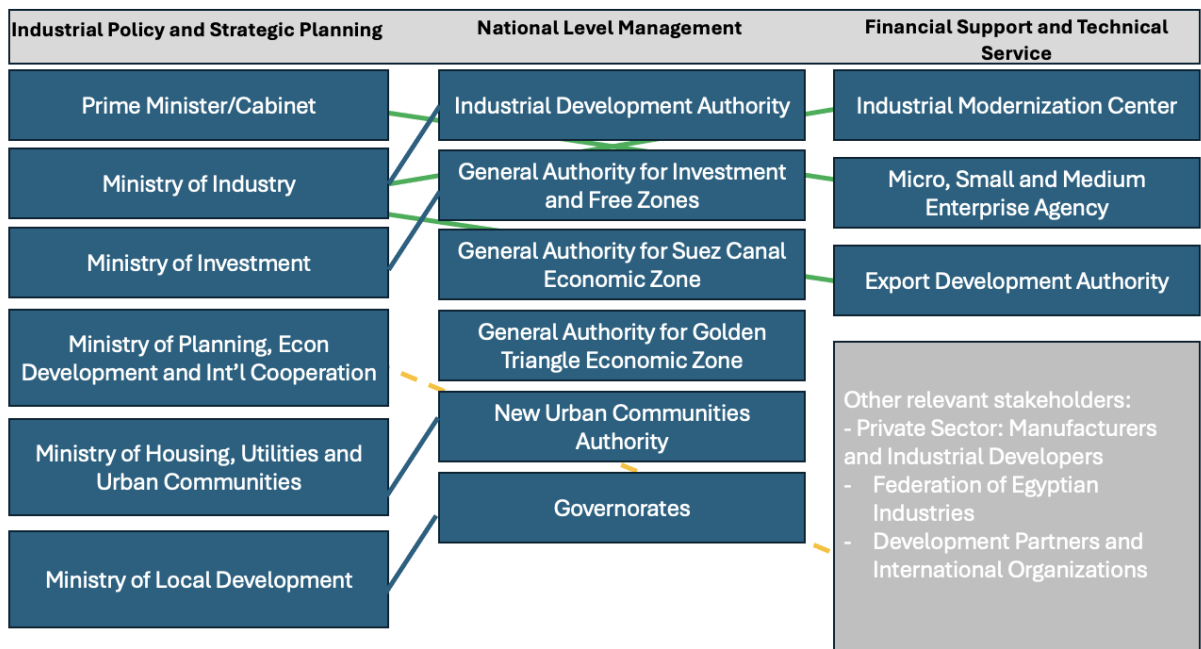 Industrial Policy and Strategic Planning
National Level Management
Financial Support and Technical
Service
Prime Minister/Cabinet
Ministry of Industry
Ministry of Investment
Ministry of Planning, Econ
Development and Int'l Cooperation
Ministry of Housing, Utilities and
Urban Communities
Ministry of Local Development
Industrial Development Authority
General Authority for Investment
and Free Zones
General Authority for Suez Canal
Economic Zone
General Authority for Golden
Triangle Economic Zone
New Urban Communities
Authority
Governorates
Industrial Modernization Center
Micro, Small and Medium
Enterprise Agency
Export Development Authority
Other relevant stakeholders:
- Private Sector: Manufacturers
and Industrial Developers
- Federation of Egyptian
Industries
- Development Partners and
International Organizations